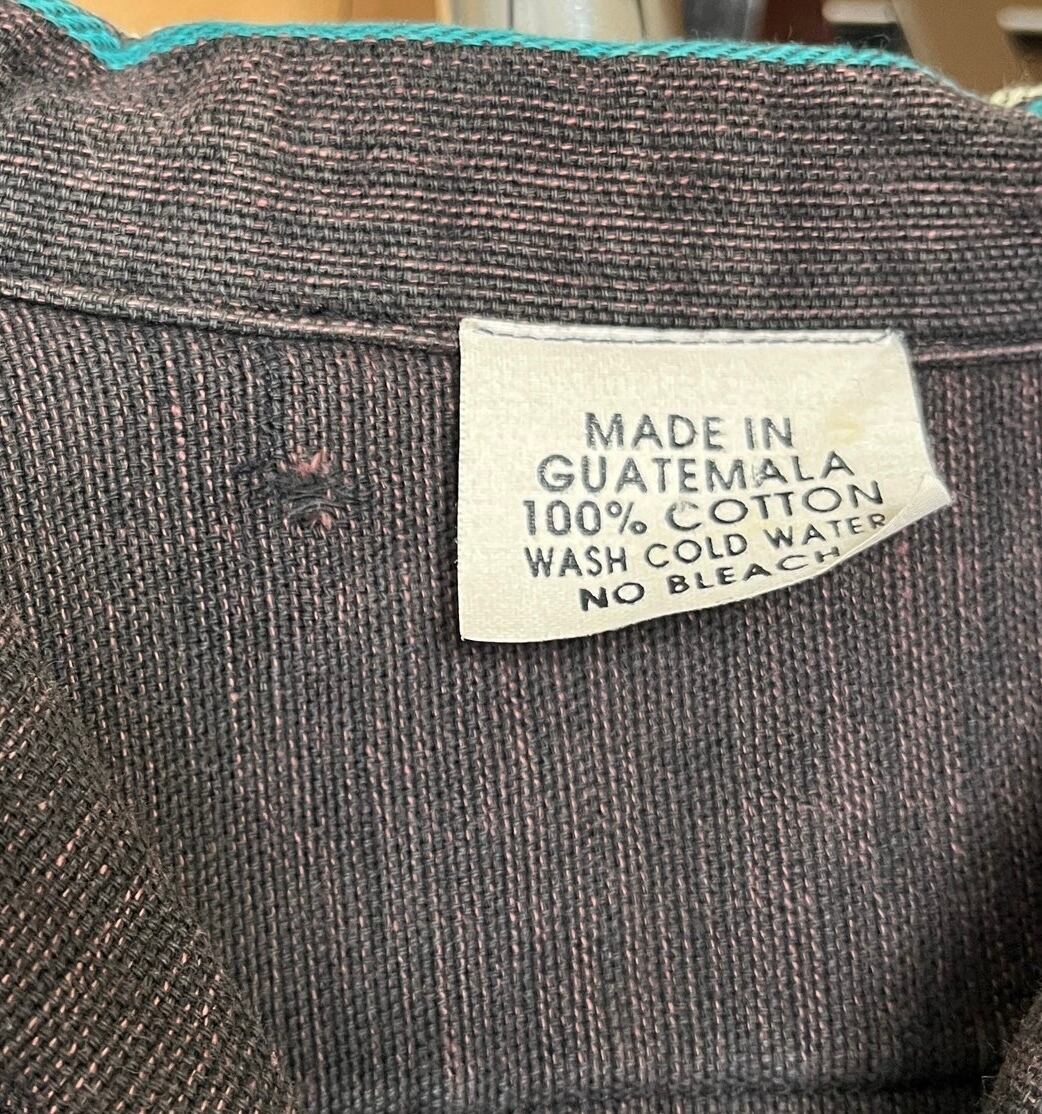 MADE IN
GUATEMALA
100% COTTON
WASH COLD WATER
NO BLEACH